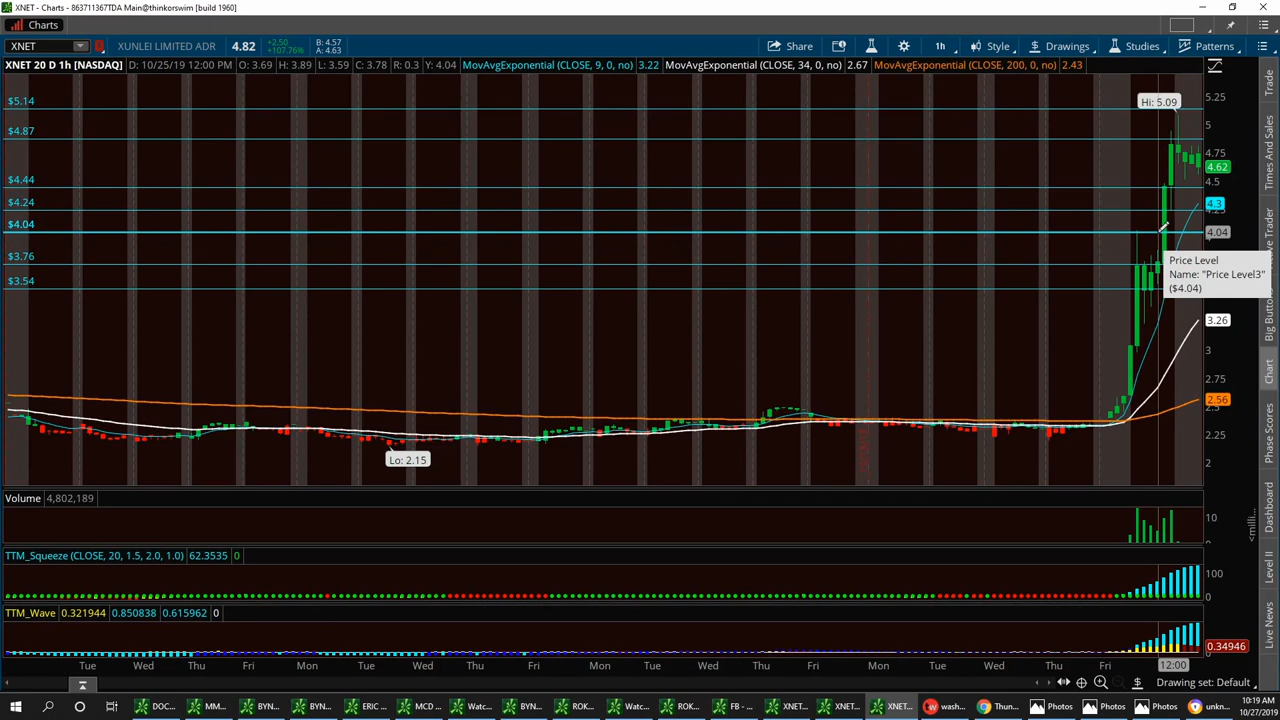 XNET - Charts - 863711367TDA Main@thinkorswim [build 1960]
Charts
XNET XUNLEI LIMITED ADR 4.82 +2.50 +107.76% B: 4.57 A: 4.63 Share 1h Style Drawings Studies Patterns
XNET 20 D 1h [NASDAQ] D: 10/25/19 12:00 PM O: 3.69 H: 3.89 L: 3.59 C: 3.78 R: 0.3 Y: 4.04 MovAvgExponential (CLOSE, 9, 0, no) 3.22 MovAvgExponential (CLOSE, 34, 0, no) 2.67 MovAvgExponential (CLOSE, 200, 0, no) 2.43
$5.14
$4.87
$4.44
$4.24
$4.04
$3.76
$3.54
Hi: 5.09
Lo: 2.15
Price Level
Name: "Price Level3"
($4.04)
5.25
5
4.75
4.62
4.5
4.3
4.04
3.26
3
2.75
2.56
2.25
2
Volume 4,802,189
10
<milli...
TTM_Squeeze (CLOSE, 20, 1.5, 2.0, 1.0) 62.3535 0
100
0
TTM_Wave 0.321944 0.850838 0.615962 0
0.34946
Tue Wed Thu Fri Mon Tue Wed Thu Fri Mon Tue Wed Thu Fri Mon Tue Wed Thu Fri 12:00
Drawing set: Default
Trade
Times And Sales
Active Trader
Big Buttons
Chart
Phase Scores
Dashboard
Level II
Live News
DOC... MM... BYN... BYN... ERIC ... MCD ... Watc... BYN... ROK... Watc... ROK... FB - ... XNET... XNET... XNET... wash... Thun... Photos Photos Photos unkn...
10:19 AM
10/27/2019